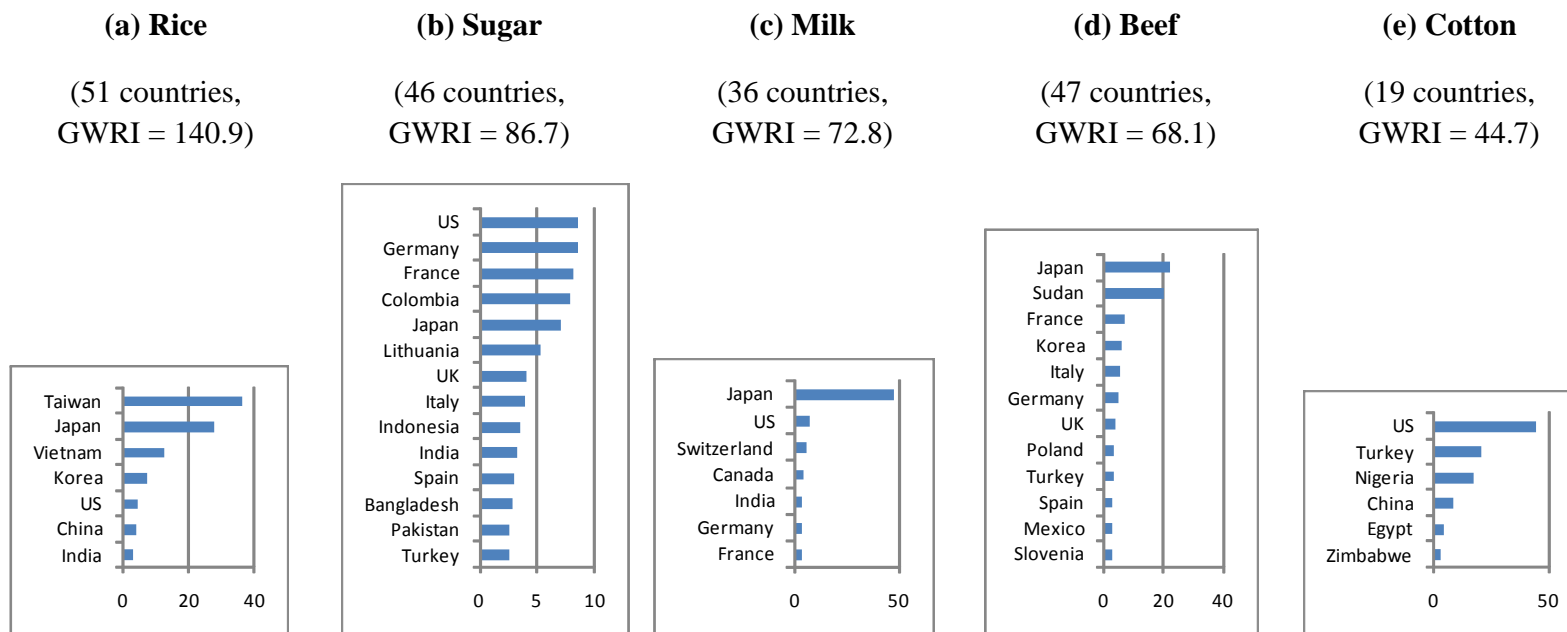 (a) Rice
(51 countries,
GWRI = 140.9)
Taiwan
Japan
Vietnam
Korea
US
China
India
0 20 40
(b) Sugar
(46 countries,
GWRI = 86.7)
US
Germany
France
Colombia
Japan
Lithuania
UK
Italy
Indonesia
India
Spain
Bangladesh
Pakistan
Turkey
0 5 10
(c) Milk
(36 countries,
GWRI = 72.8)
Japan
US
Switzerland
Canada
India
Germany
France
0 50
(d) Beef
(47 countries,
GWRI = 68.1)
Japan
Sudan
France
Korea
Italy
Germany
UK
Poland
Turkey
Spain
Mexico
Slovenia
0 20 40
(e) Cotton
(19 countries,
GWRI = 44.7)
US
Turkey
Nigeria
China
Egypt
Zimbabwe
0 50